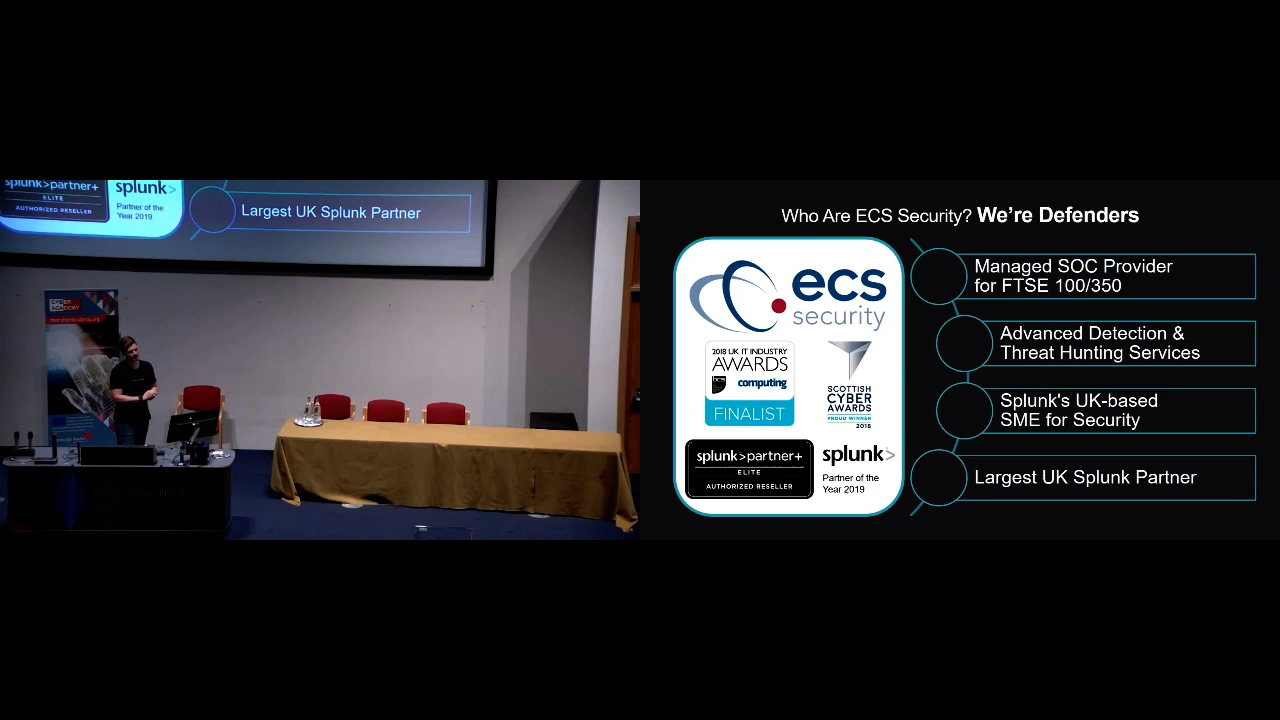 splunk>partner+
ELITE
AUTHORIZED RESELLER
splunk>
Partner of the
Year 2019
Largest UK Splunk Partner
Who Are ECS Security? We're Defenders
ecs
security
2018 UK IT INDUSTRY
AWARDS
bcs
computing
FINALIST
SCOTTISH
CYBER
AWARDS
PROUD WINNER
2018
splunk>partner+
ELITE
AUTHORIZED RESELLER
splunk>
Partner of the
Year 2019
Managed SOC Provider
for FTSE 100/350
Advanced Detection &
Threat Hunting Services
Splunk's UK-based
SME for Security
Largest UK Splunk Partner